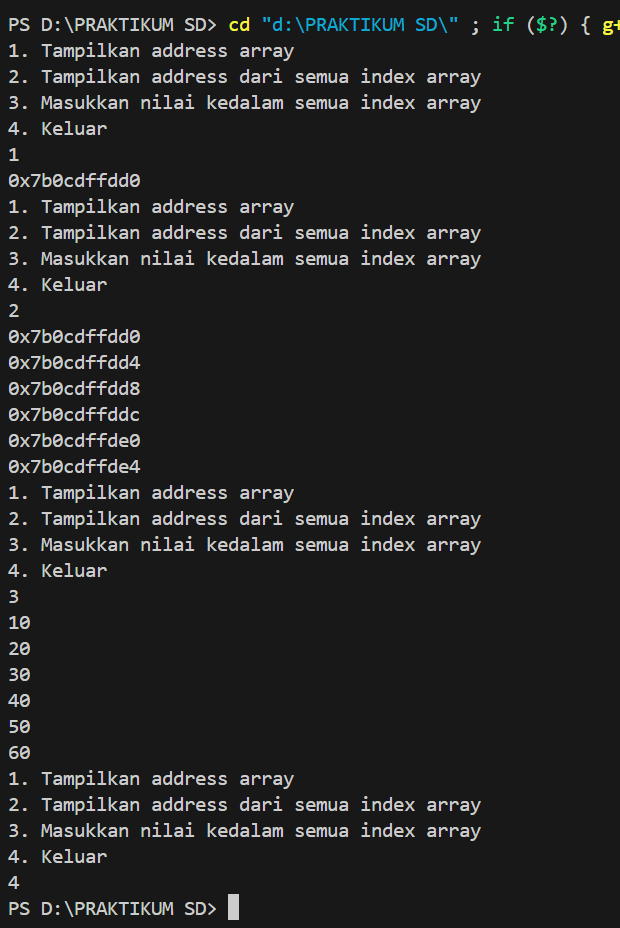 PS D:\PRAKTIKUM SD> cd "d:\PRAKTIKUM SD\" ; if ($?) { g+
1. Tampilkan address array
2. Tampilkan address dari semua index array
3. Masukkan nilai kedalam semua index array
4. Keluar
1
0x7b0cdffdd0
1. Tampilkan address array
2. Tampilkan address dari semua index array
3. Masukkan nilai kedalam semua index array
4. Keluar
2
0x7b0cdffdd0
0x7b0cdffdd4
0x7b0cdffdd8
0x7b0cdffddc
0x7b0cdffde0
0x7b0cdffde4
1. Tampilkan address array
2. Tampilkan address dari semua index array
3. Masukkan nilai kedalam semua index array
4. Keluar
3
10
20
30
40
50
60
1. Tampilkan address array
2. Tampilkan address dari semua index array
3. Masukkan nilai kedalam semua index array
4. Keluar
4
PS D:\PRAKTIKUM SD>